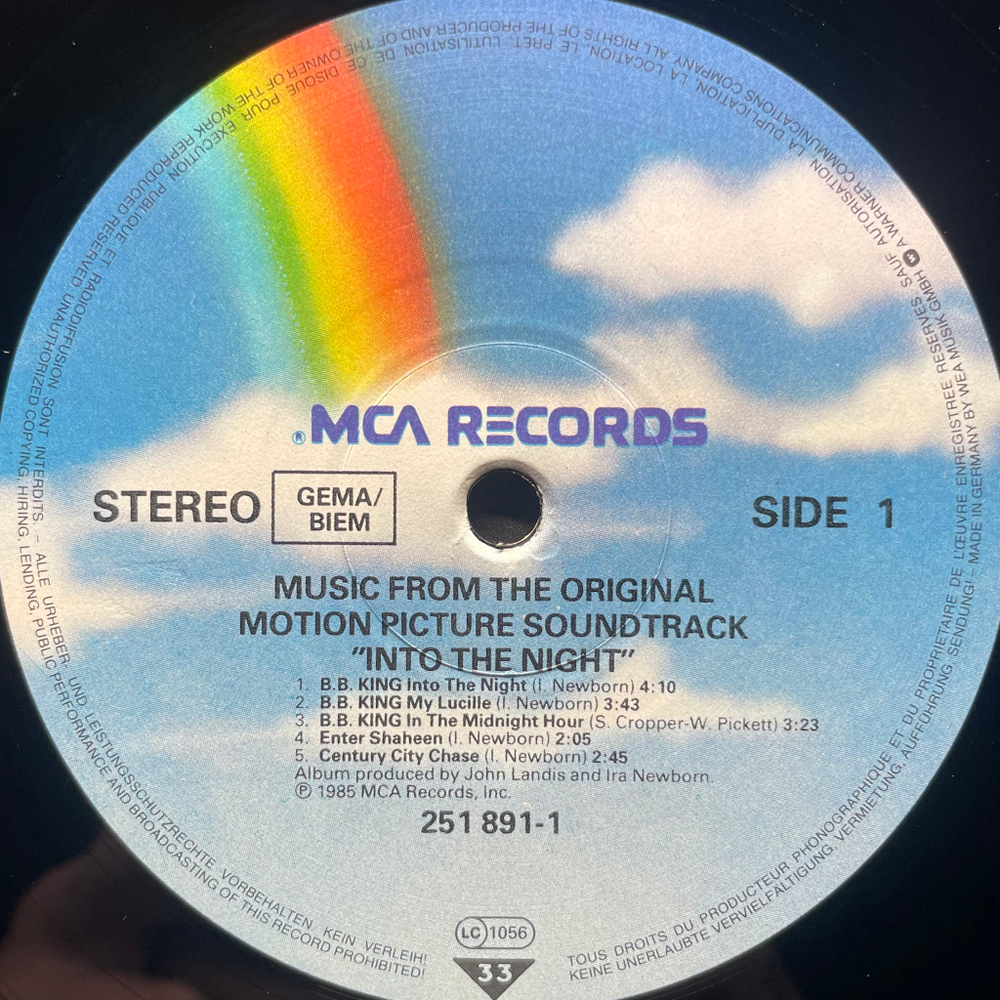 ® MCA RECORDS
STEREO
GEMA/
BIEM
SIDE 1
MUSIC FROM THE ORIGINAL
MOTION PICTURE SOUNDTRACK
"INTO THE NIGHT"
1. B.B. KING Into The Night (I. Newborn) 4:10
2. B.B. KING My Lucille (I. Newborn) 3:43
3. B.B. KING In The Midnight Hour (S. Cropper-W. Pickett) 3:23
4. Enter Shaheen (I. Newborn) 2:05
5. Century City Chase (I. Newborn) 2:45
Album produced by John Landis and Ira Newborn.
℗ 1985 MCA Records, Inc.
251 891-1
LC 1056
33
TOUS DROITS DU PRODUCTEUR PHONOGRAPHIQUE ET DU PROPRIETAIRE DE L'ŒUVRE ENREGISTREE RESERVES. SAUF AUTORISATION, LA DUPLICATION, LA LOCATION, LE PRET, L'UTILISATION DE CE DISQUE POUR EXECUTION PUBLIQUE ET RADIODIFFUSION SONT INTERDITS – ALLE URHEBER- UND LEISTUNGSSCHUTZRECHTE VORBEHALTEN. KEIN VERLEIH!
KEINE UNERLAUBTE VERVIELFÄLTIGUNG, VERMIETUNG, AUFFÜHRUNG, SENDUNG! – MADE IN GERMANY BY WEA MUSIK GMBH A WARNER COMMUNICATIONS COMPANY. ALL RIGHTS OF THE PRODUCER AND OF THE OWNER OF THE WORK REPRODUCED RESERVED. UNAUTHORIZED COPYING, HIRING, LENDING, PUBLIC PERFORMANCE AND BROADCASTING OF THIS RECORD PROHIBITED!